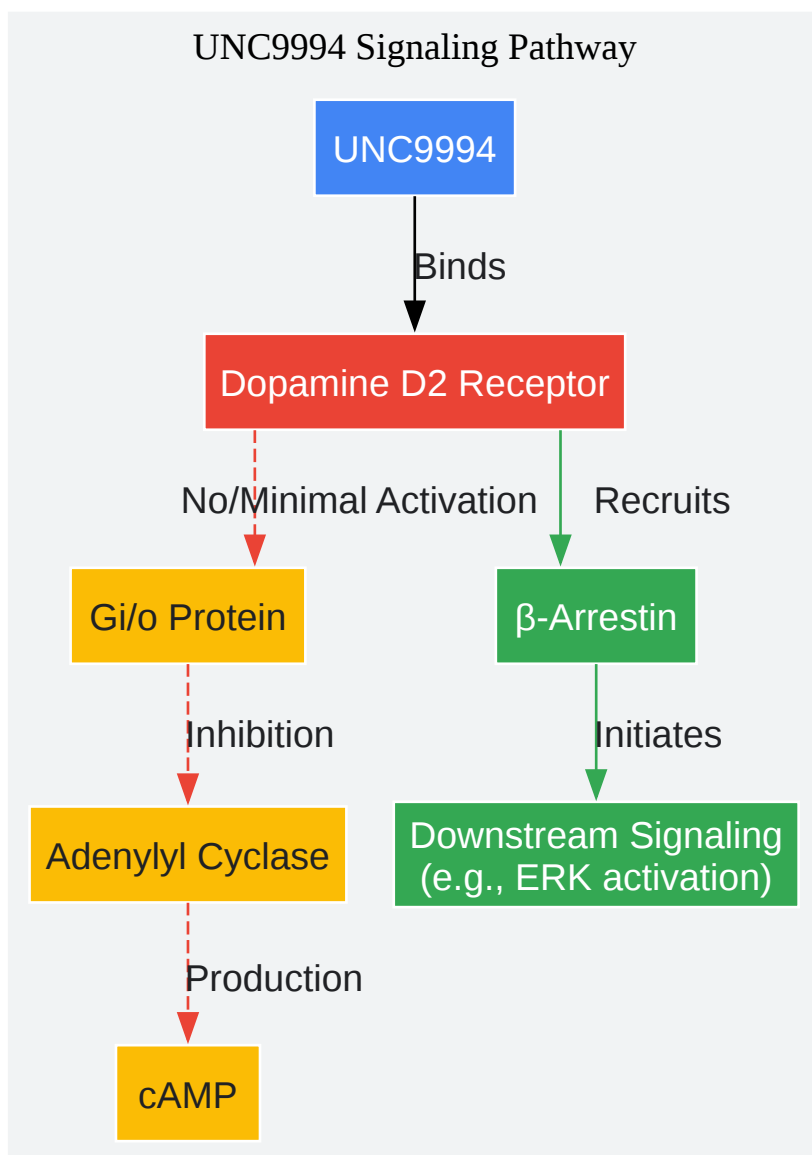 UNC9994 Signaling Pathway
UNC9994
Binds
Dopamine D2 Receptor
No/Minimal Activation
Recruits
Gi/o Protein
β-Arrestin
Inhibition
Initiates
Adenylyl Cyclase
Downstream Signaling
(e.g., ERK activation)
Production
cAMP